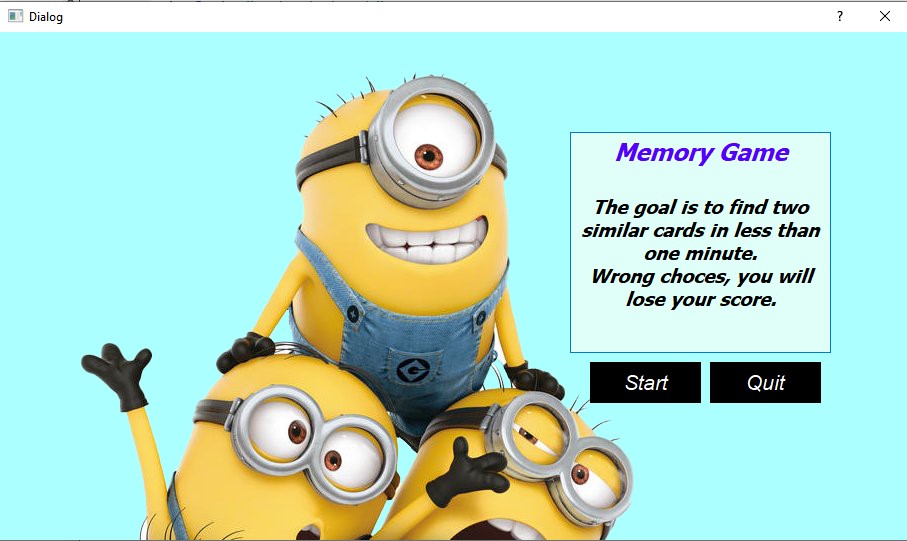 Dialog
?
Memory Game
The goal is to find two
similar cards in less than
one minute.
Wrong choces, you will
lose your score.
Start
Quit